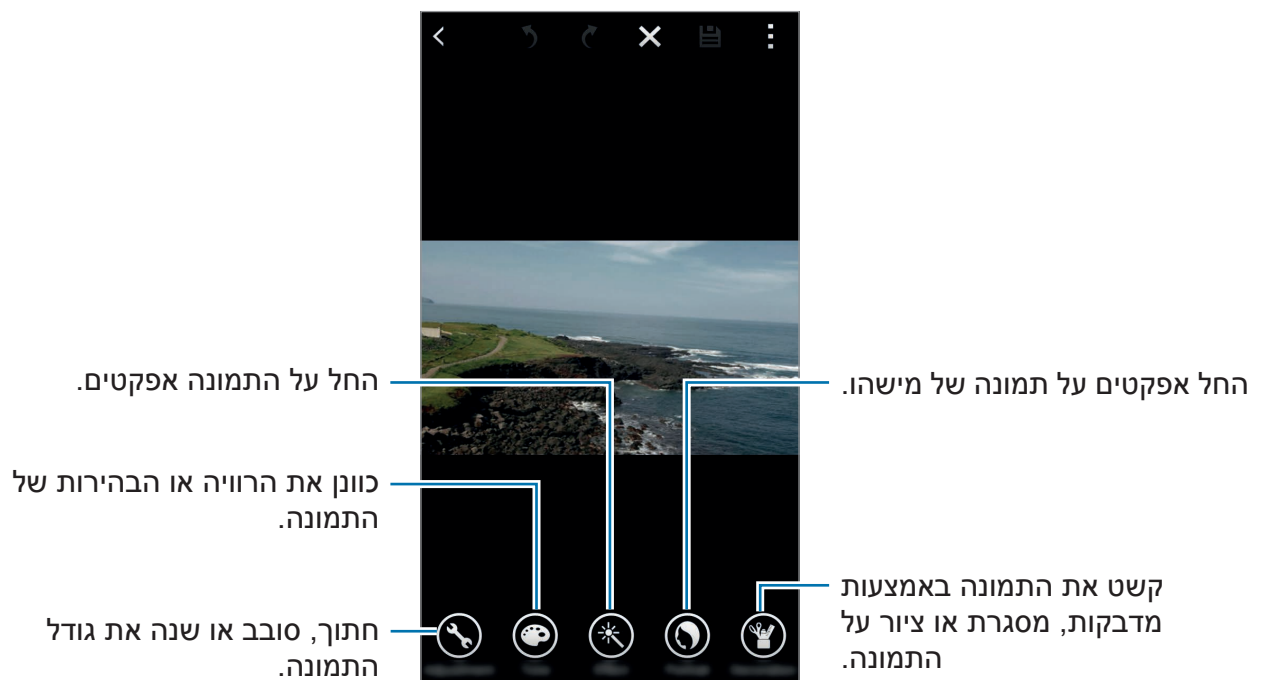 החל על התמונה אפקטים.
החל אפקטים על תמונה של מישהו.
כוונן את הרוויה או הבהירות של
התמונה.
קשט את התמונה באמצעות
מדבקות, מסגרת או ציור על
התמונה.
חתוך, סובב או שנה את גודל
התמונה.